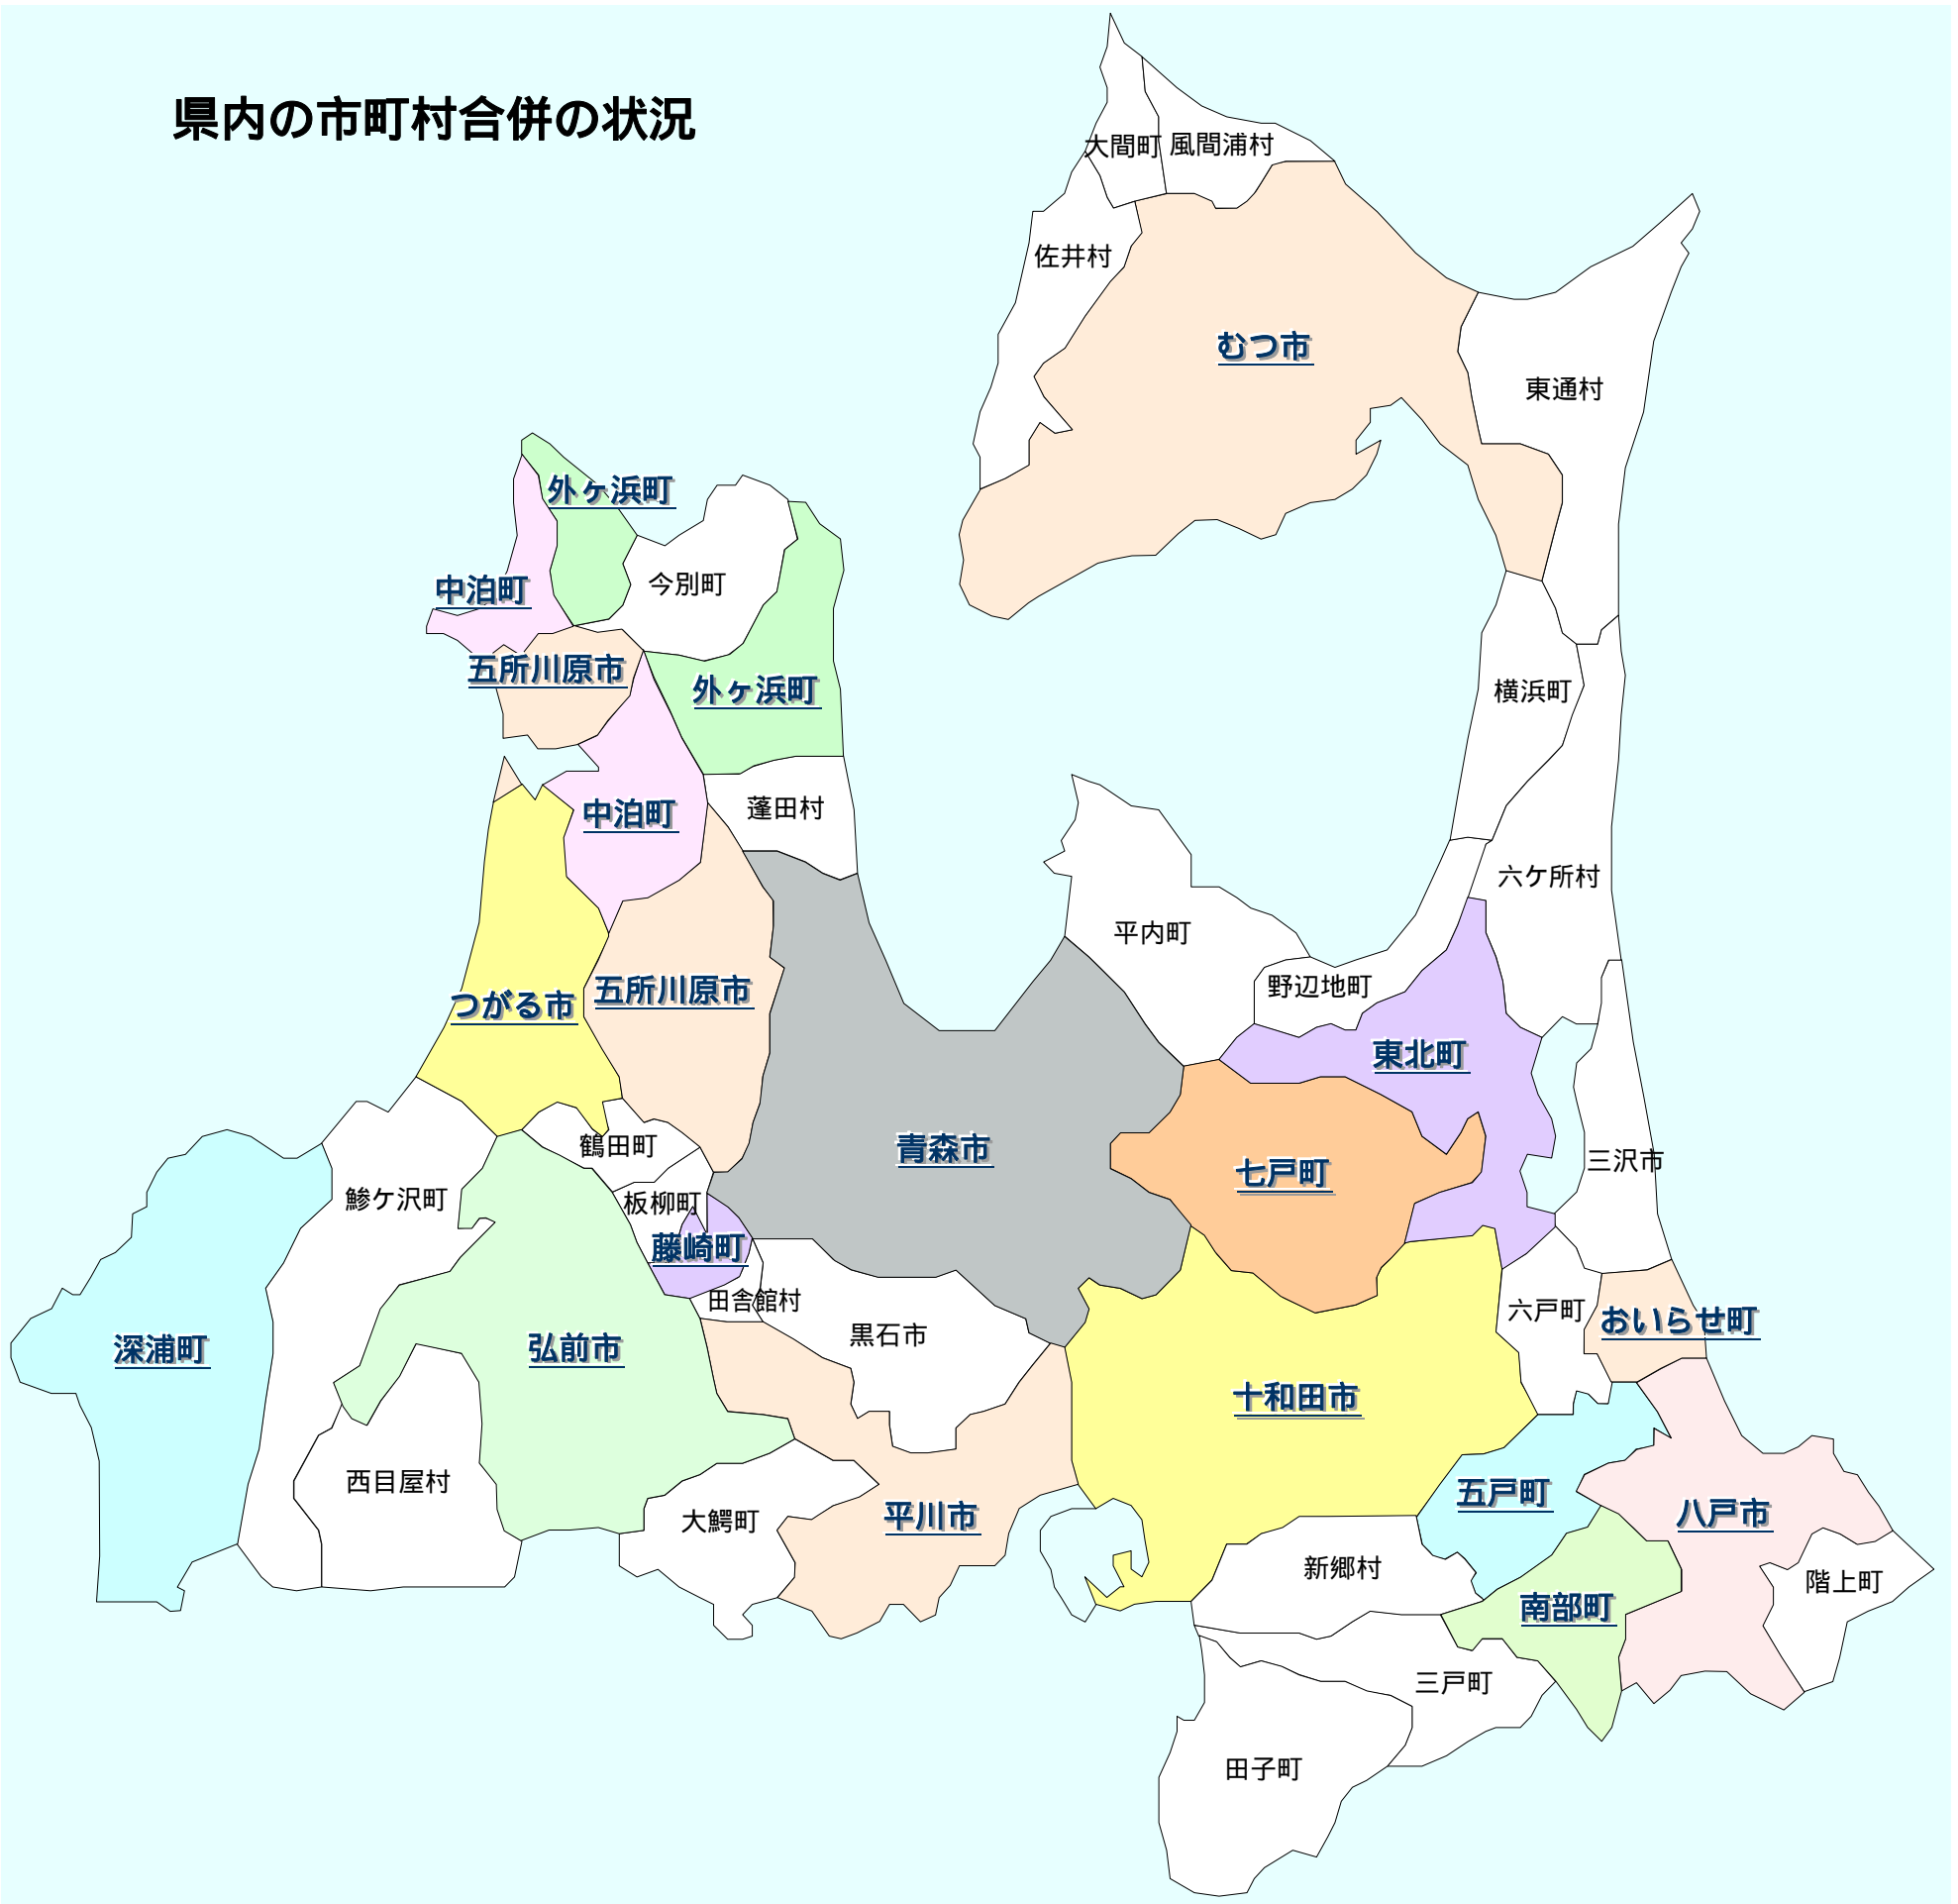 県内の市町村合併の状況
大間町
風間浦村
佐井村
むつ市
東通村
外ヶ浜町
今別町
中泊町
五所川原市
外ヶ浜町
横浜町
中泊町
蓬田村
六ケ所村
平内町
野辺地町
五所川原市
つがる市
東北町
鶴田町
青森市
三沢市
七戸町
鯵ケ沢町
板柳町
藤崎町
田舎館村
六戸町
おいらせ町
黒石市
深浦町
弘前市
十和田市
西目屋村
五戸町
大鰐町
平川市
八戸市
新郷村
階上町
南部町
三戸町
田子町